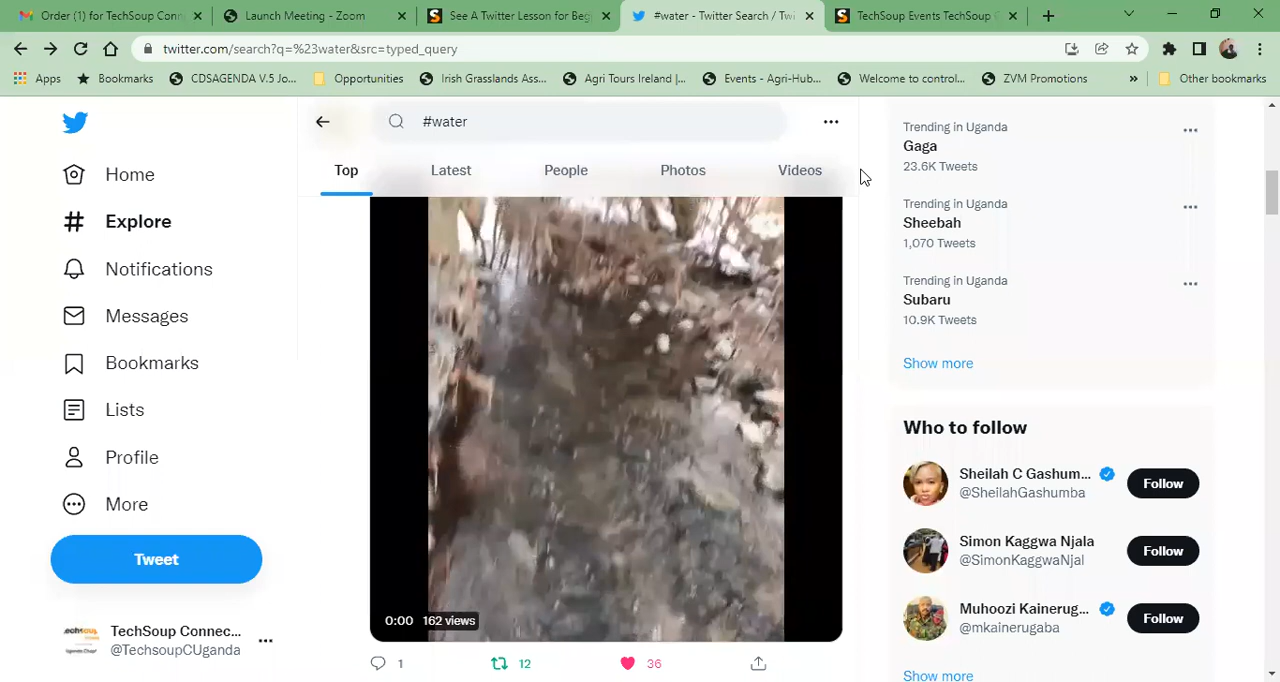 Order (1) for TechSoup Conn
Launch Meeting - Zoom
See A Twitter Lesson for Beg
#water - Twitter Search / Twi
TechSoup Events TechSoup C
twitter.com/search?q=%23water&src=typed_query
Apps
Bookmarks
CDSAGENDA V.5 Jo...
Opportunities
Irish Grasslands Ass...
Agri Tours Ireland |...
Events - Agri-Hub...
Welcome to control...
ZVM Promotions
»
Other bookmarks
#water
Top
Latest
People
Photos
Videos
Home
Explore
Notifications
Messages
Bookmarks
Lists
Profile
More
Tweet
TechSoup Connec...
@TechsoupCUganda
0:00 162 views
1
12
36
Trending in Uganda
Gaga
23.6K Tweets
Trending in Uganda
Sheebah
1,070 Tweets
Trending in Uganda
Subaru
10.9K Tweets
Show more
Who to follow
Sheilah C Gashum...
@SheilahGashumba
Follow
Simon Kaggwa Njala
@SimonKaggwaNjal
Follow
Muhoozi Kainerug...
@mkainerugaba
Follow
Show more